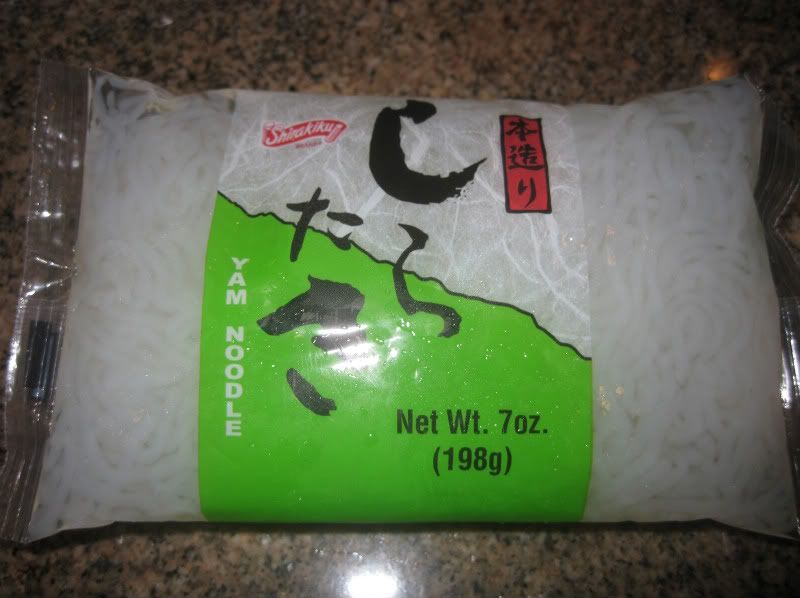 Shirakiku
本造り
しらたき
YAM NOODLE
Net Wt. 7oz.
(198g)